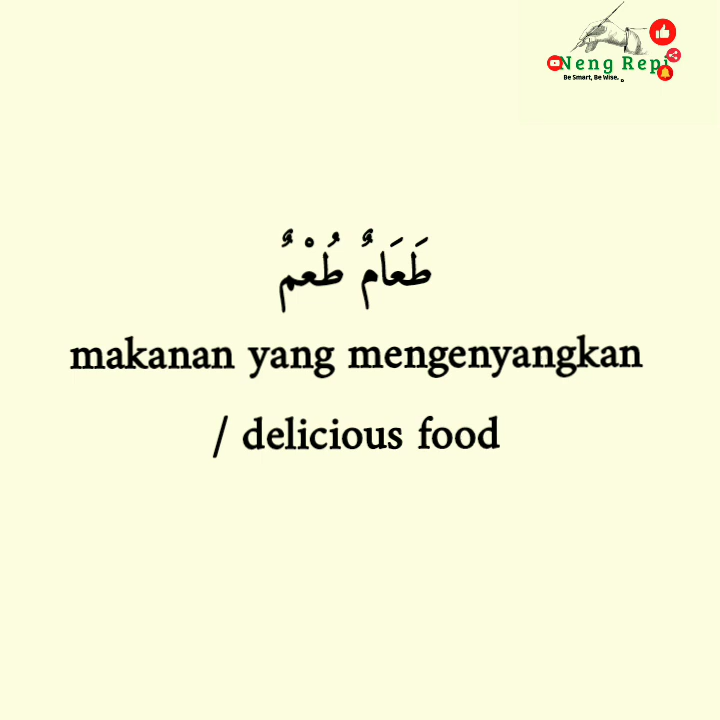 Neng Repi
Be Smart, Be Wise.
طَعَامٌ طُعْمٌ
makanan yang mengenyangkan
/ delicious food